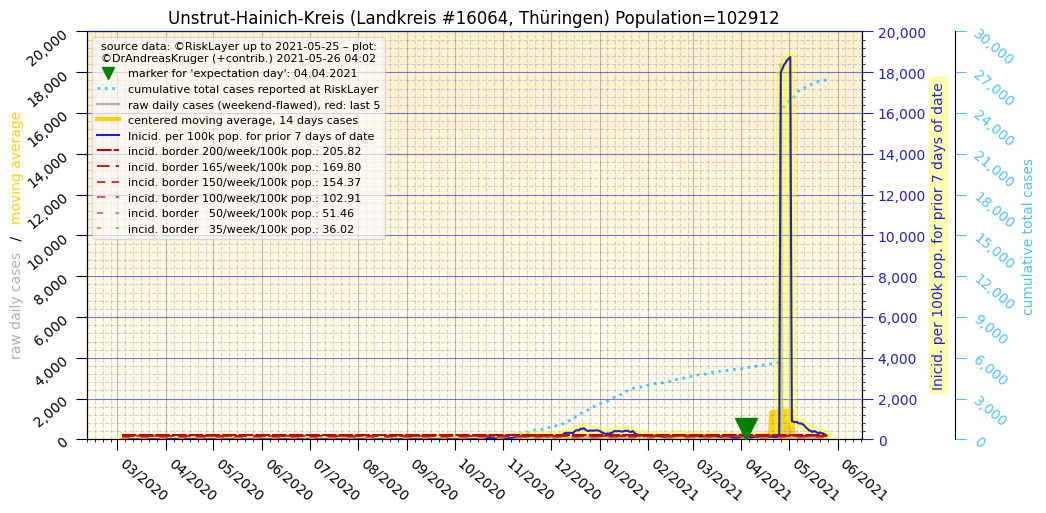 Unstrut-Hainich-Kreis (Landkreis #16064, Thüringen) Population=102912
source data: ©RiskLayer up to 2021-05-25 – plot:
©DrAndreasKruger (+contrib.) 2021-05-26 04:02
marker for 'expectation day': 04.04.2021
cumulative total cases reported at RiskLayer
raw daily cases (weekend-flawed), red: last 5
centered moving average, 14 days cases
Inicid. per 100k pop. for prior 7 days of date
incid. border 200/week/100k pop.: 205.82
incid. border 165/week/100k pop.: 169.80
incid. border 150/week/100k pop.: 154.37
incid. border 100/week/100k pop.: 102.91
incid. border 50/week/100k pop.: 51.46
incid. border 35/week/100k pop.: 36.02
raw daily cases / moving average
20,000
18,000
16,000
14,000
12,000
10,000
8,000
6,000
4,000
2,000
0
20,000
18,000
16,000
14,000
12,000
10,000
8,000
6,000
4,000
2,000
0
Inicid. per 100k pop. for prior 7 days of date
30,000
27,000
24,000
21,000
18,000
15,000
12,000
9,000
6,000
3,000
0
cumulative total cases
03/2020
04/2020
05/2020
06/2020
07/2020
08/2020
09/2020
10/2020
11/2020
12/2020
01/2021
02/2021
03/2021
04/2021
05/2021
06/2021